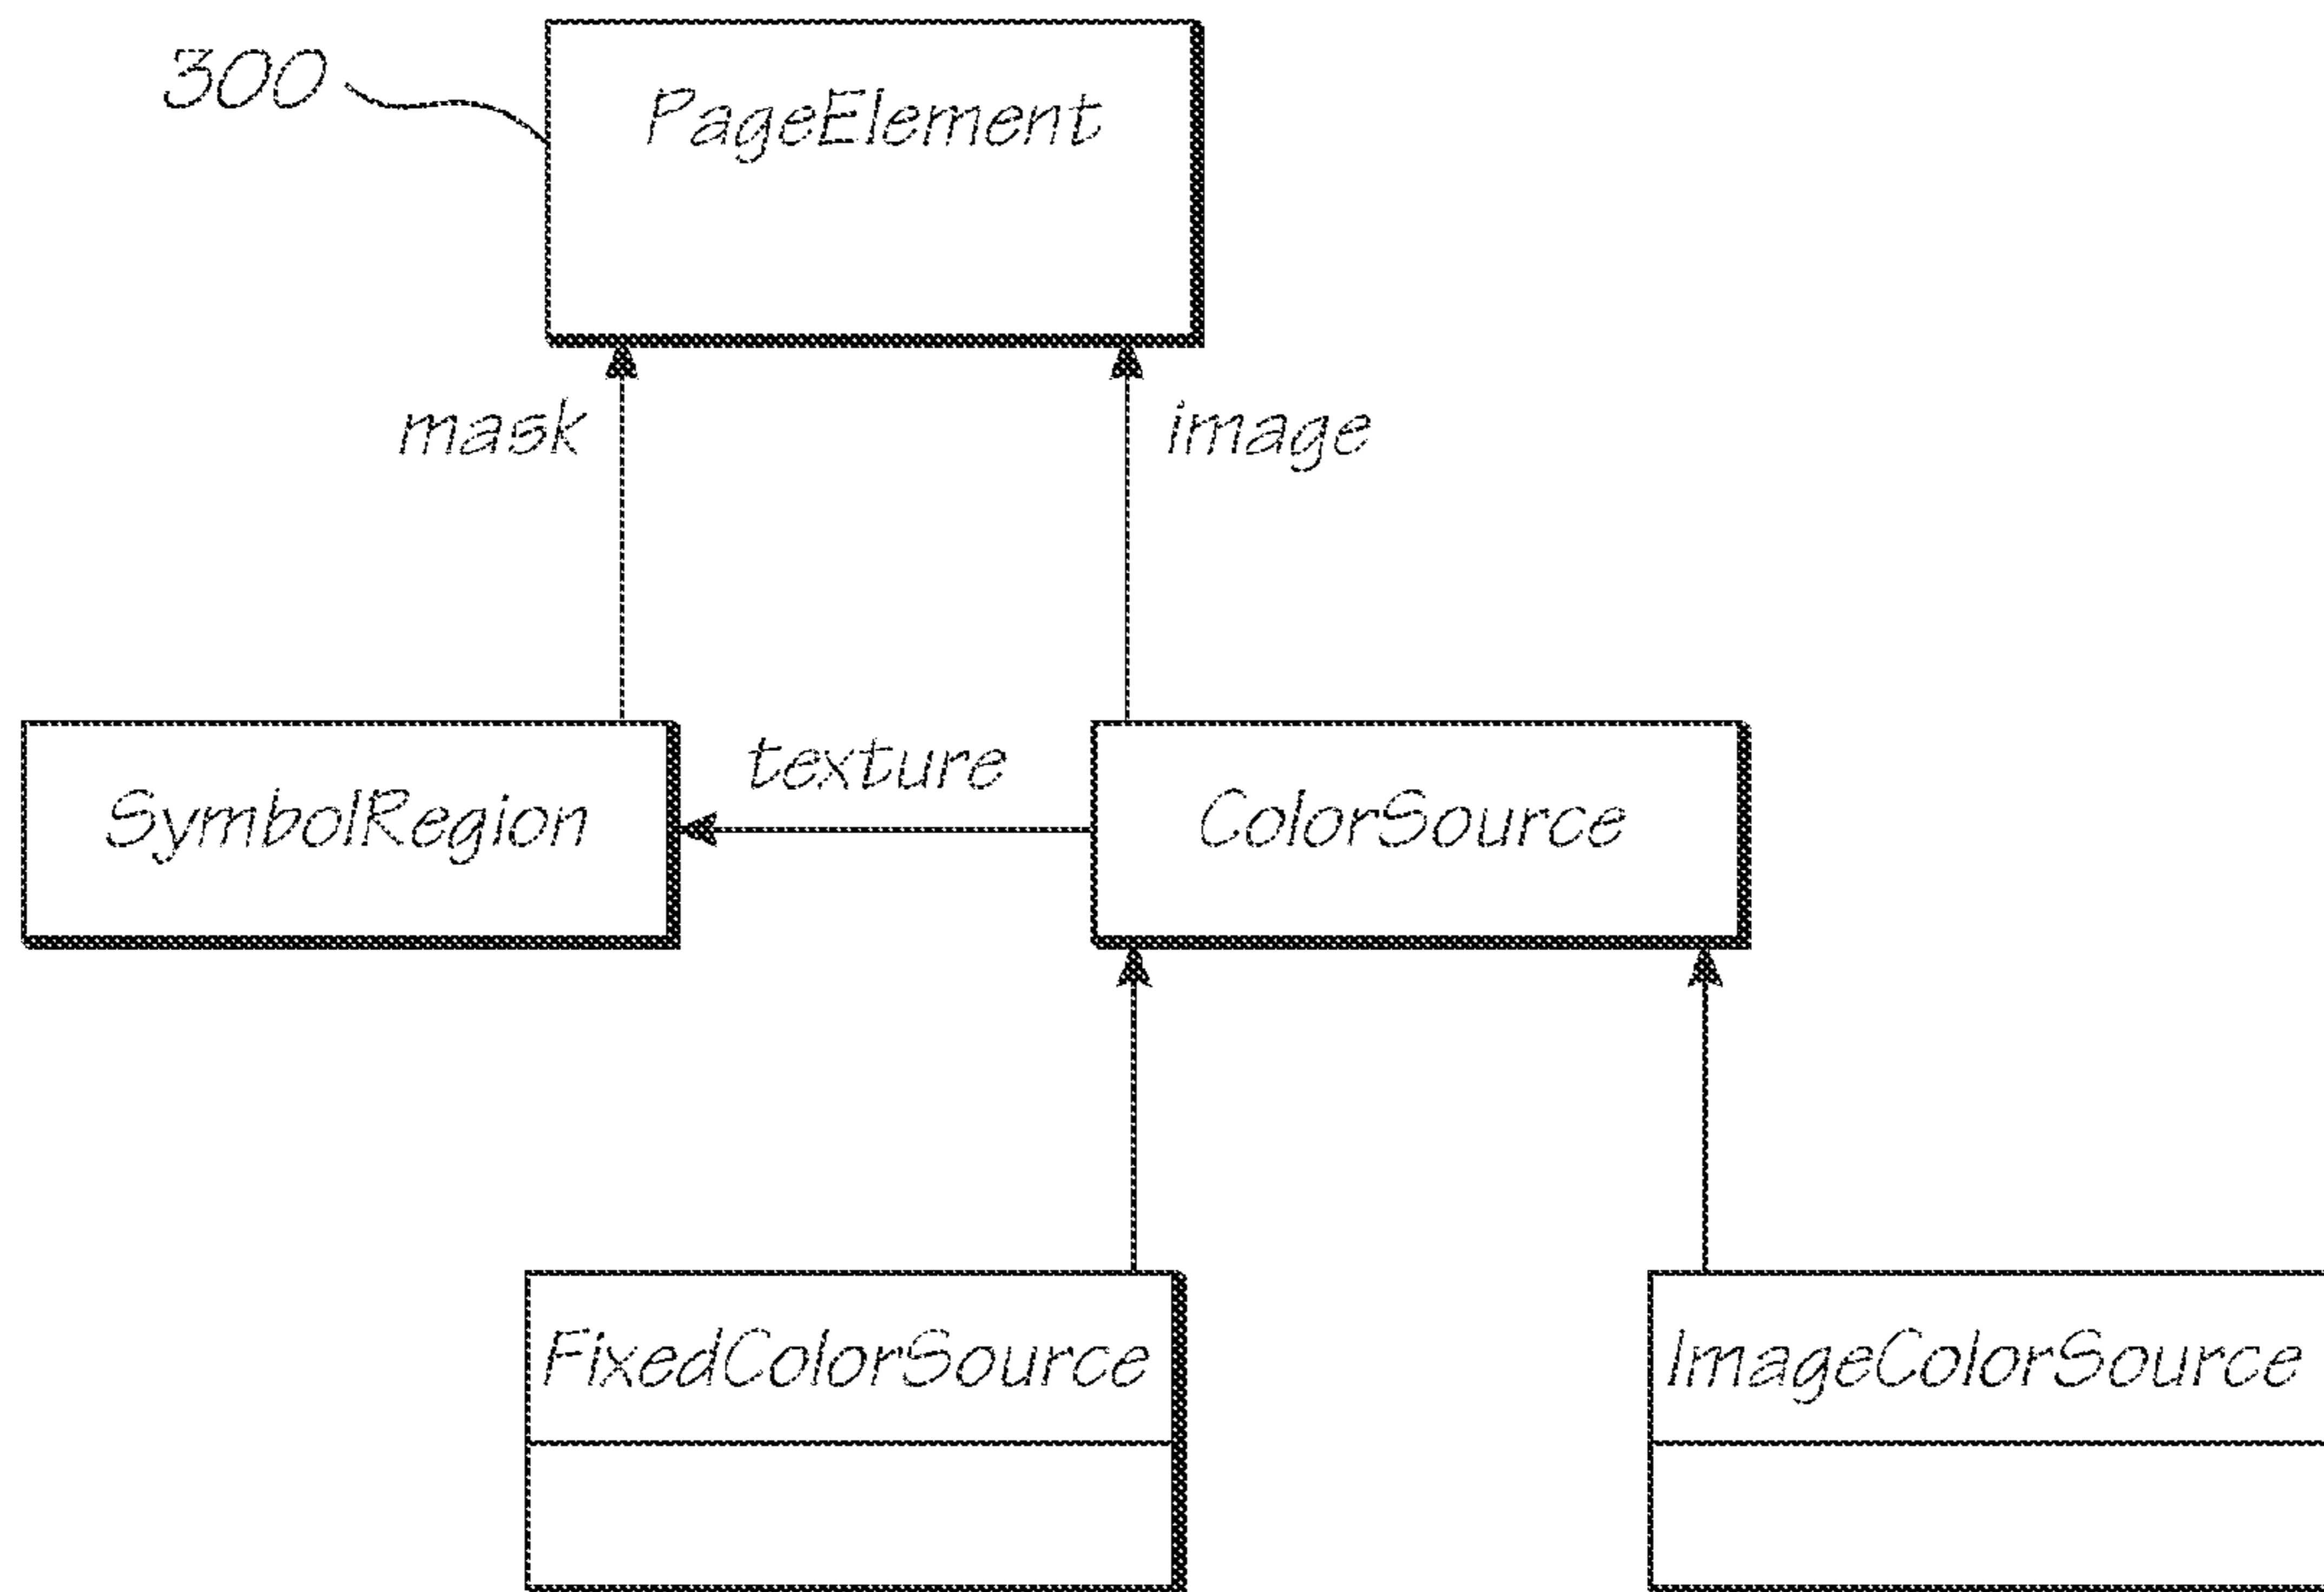 300
PageElement
mask
image
texture
SymbolRegion
ColorSource
FixedColorSource
ImageColorSource